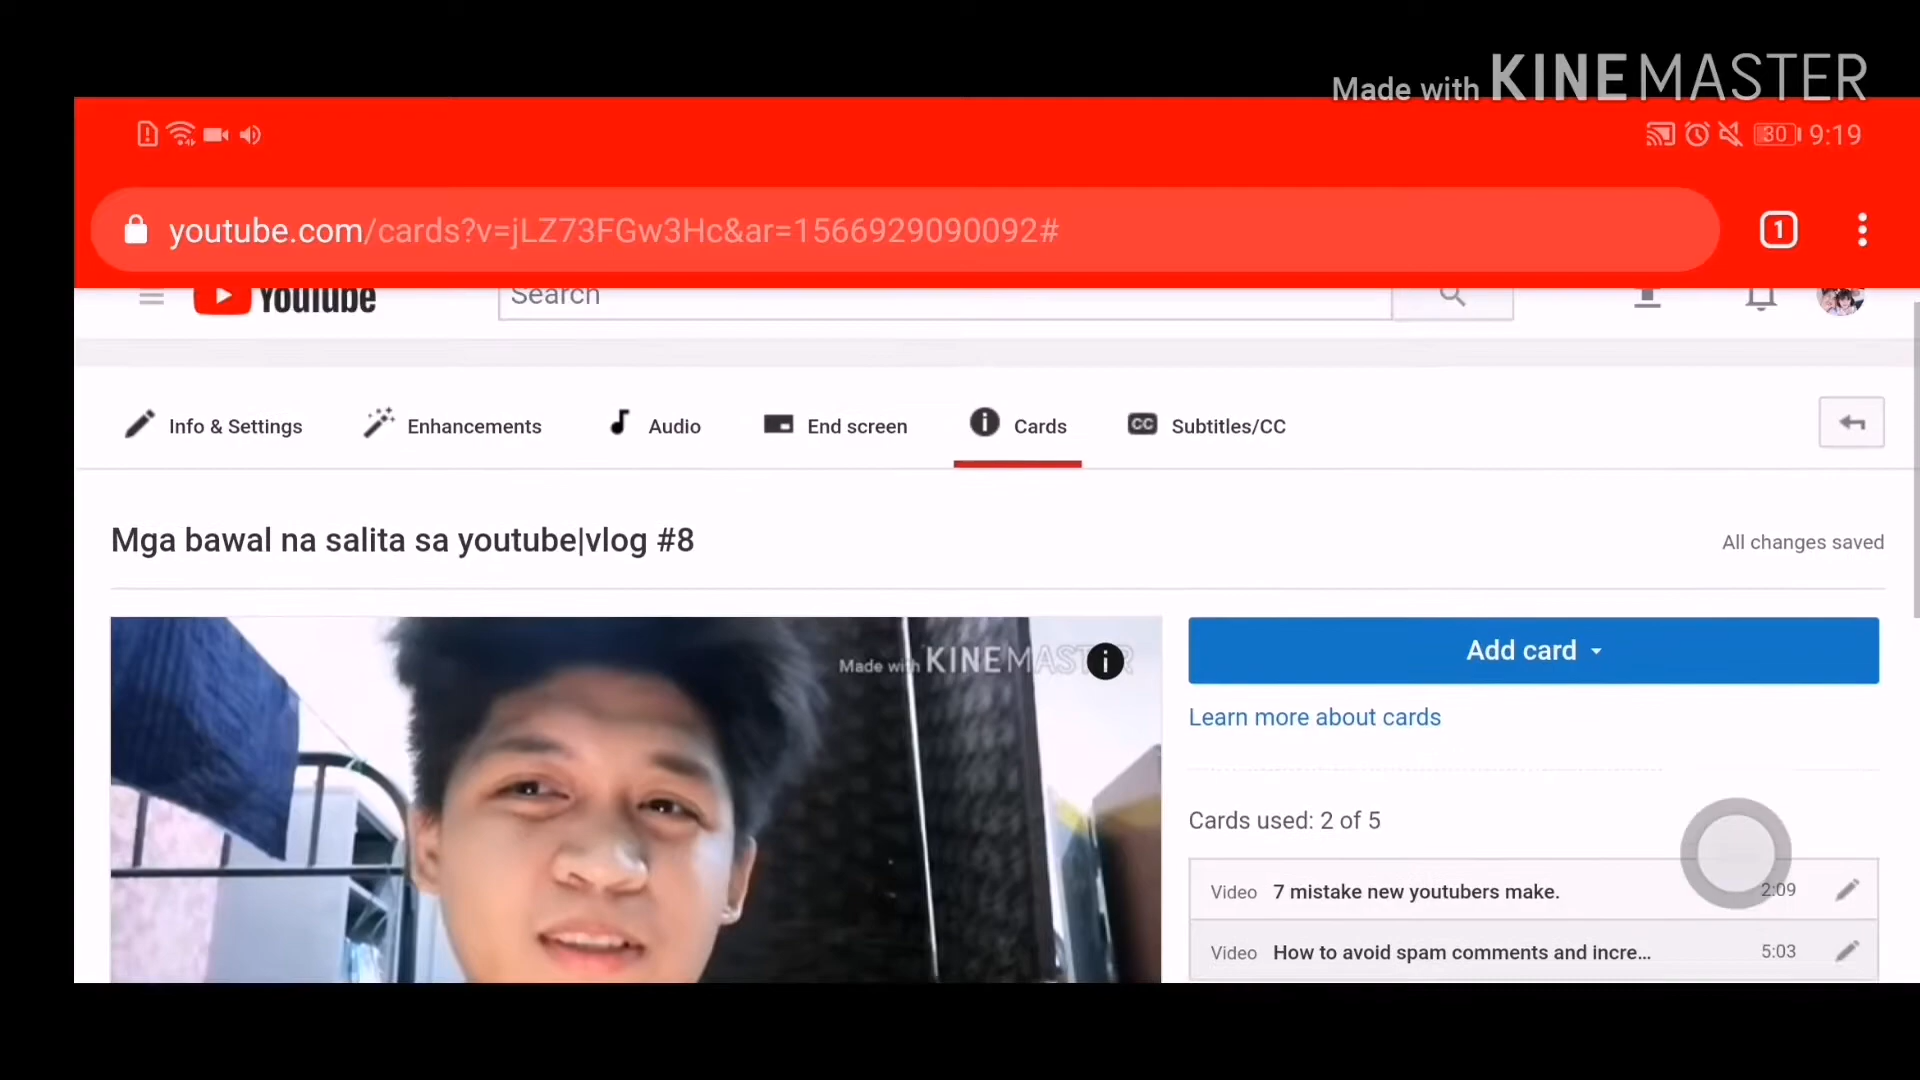 Made with KINEMASTER
30 9:19
youtube.com/cards?v=jLZ73FGw3Hc&ar=1566929090092#
1
YouTube
Search
Info & Settings
Enhancements
Audio
End screen
Cards
CC Subtitles/CC
Mga bawal na salita sa youtube|vlog #8
All changes saved
Made with KINEMASTER
Add card
Learn more about cards
Cards used: 2 of 5
Video 7 mistake new youtubers make. 2:09
Video How to avoid spam comments and incre... 5:03